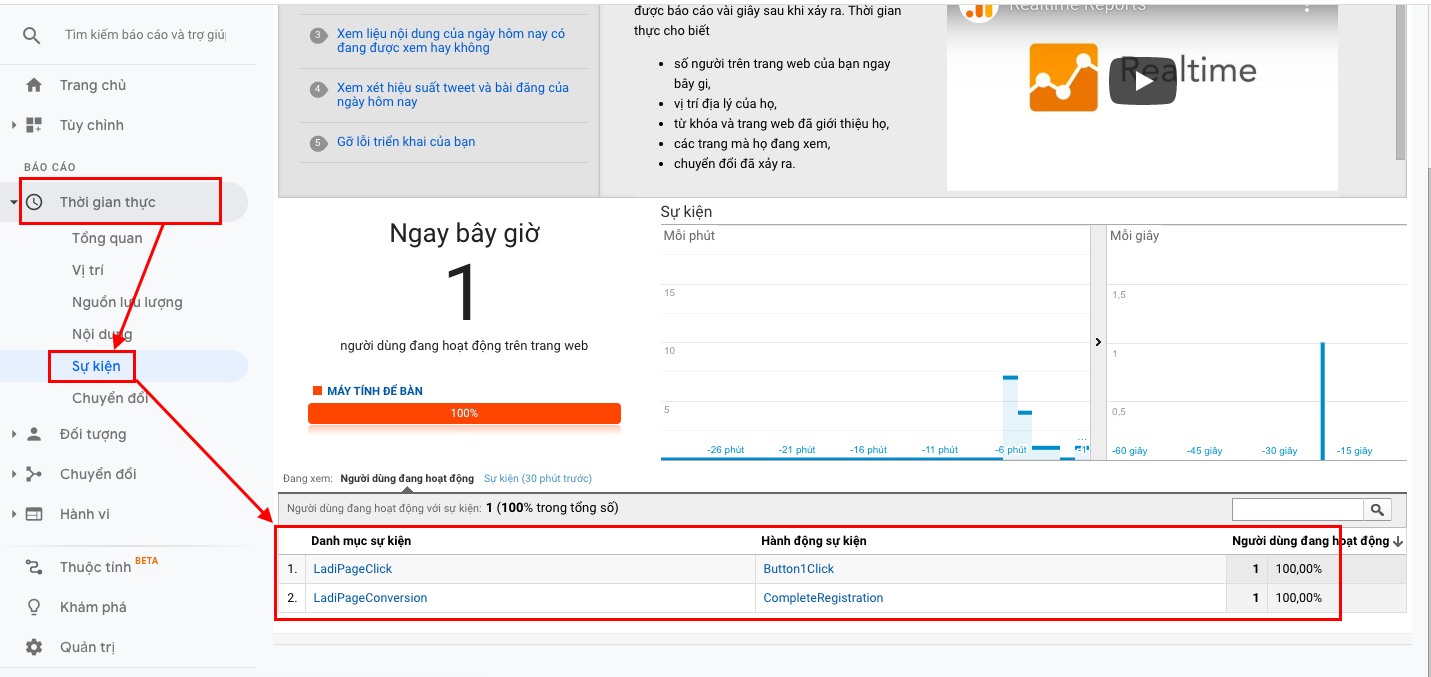 Tìm kiếm báo cáo và trợ giúp
Trang chủ
Tùy chỉnh
BÁO CÁO
Thời gian thực
Tổng quan
Vị trí
Nguồn lưu lượng
Nội dung
Sự kiện
Chuyển đổi
Đối tượng
Chuyển đổi
Hành vi
Thuộc tính BETA
Khám phá
Quản trị
3 Xem liệu nội dung của ngày hôm nay có
đang được xem hay không
4 Xem xét hiệu suất tweet và bài đăng của
ngày hôm nay
5 Gỡ lỗi triển khai của bạn
được báo cáo vài giây sau khi xảy ra. Thời gian
thực cho biết
số người trên trang web của bạn ngay
bây gi,
vị trí địa lý của họ,
từ khóa và trang web đã giới thiệu họ,
các trang mà họ đang xem,
chuyển đổi đã xảy ra.
Realtime Reports
Realtime
Ngay bây giờ
1
người dùng đang hoạt động trên trang web
MÁY TÍNH ĐỂ BÀN
100%
Sự kiện
Mỗi phút
15
10
5
-26 phút -21 phút -16 phút -11 phút -6 phút -1
...
Mỗi giây
1,5
1
0,5
-60 giây -45 giây -30 giây -15 giây
Đang xem: Người dùng đang hoạt động Sự kiện (30 phút trước)
Người dùng đang hoạt động với sự kiện: 1 (100% trong tổng số)
Danh mục sự kiện Hành động sự kiện Người dùng đang hoạt động
1. LadiPageClick Button1Click 1 100,00%
2. LadiPageConversion CompleteRegistration 1 100,00%